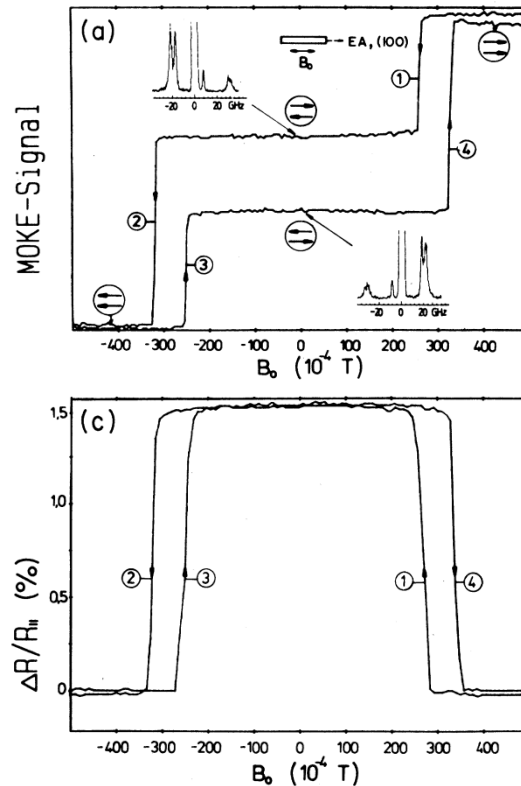 (a)
EA, (100)
B₀
-20 0 20 GHz
①
④
②
③
-20 0 20 GHz
MOKE-Signal
-400 -300 -200 -100 0 100 200 300 400
B₀ (10⁻⁴ T)
(c)
1,5
1,0
0,5
0
② ③ ① ④
ΔR/R_II (%)
-400 -300 -200 -100 0 100 200 300 400
B₀ (10⁻⁴ T)